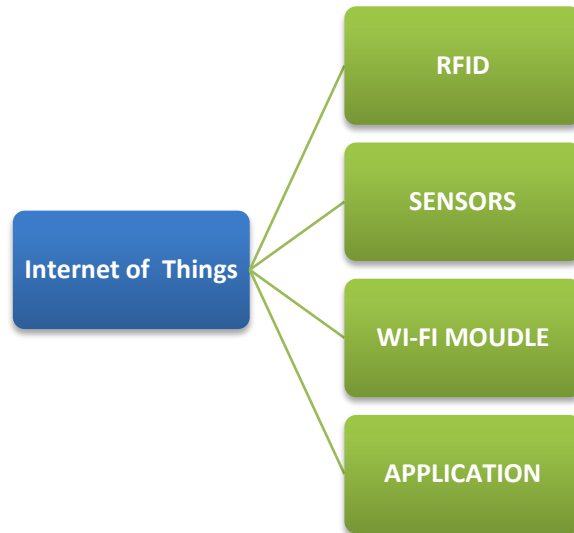 RFID
SENSORS
Internet of Things
WI-FI MOUDLE
APPLICATION